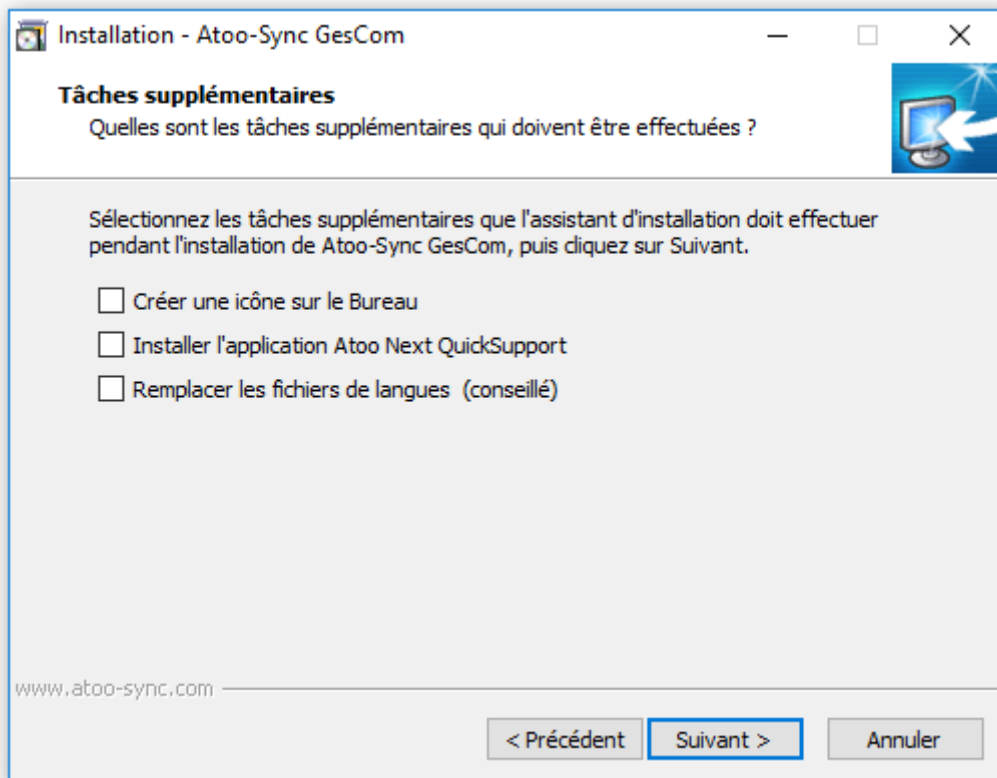 Installation - Atoo-Sync GesCom
Tâches supplémentaires
Quelles sont les tâches supplémentaires qui doivent être effectuées ?
Sélectionnez les tâches supplémentaires que l'assistant d'installation doit effectuer
pendant l'installation de Atoo-Sync GesCom, puis cliquez sur Suivant.
Créer une icône sur le Bureau
Installer l'application Atoo Next QuickSupport
Remplacer les fichiers de langues  (conseillé)
www.atoo-sync.com
< Précédent
Suivant >
Annuler